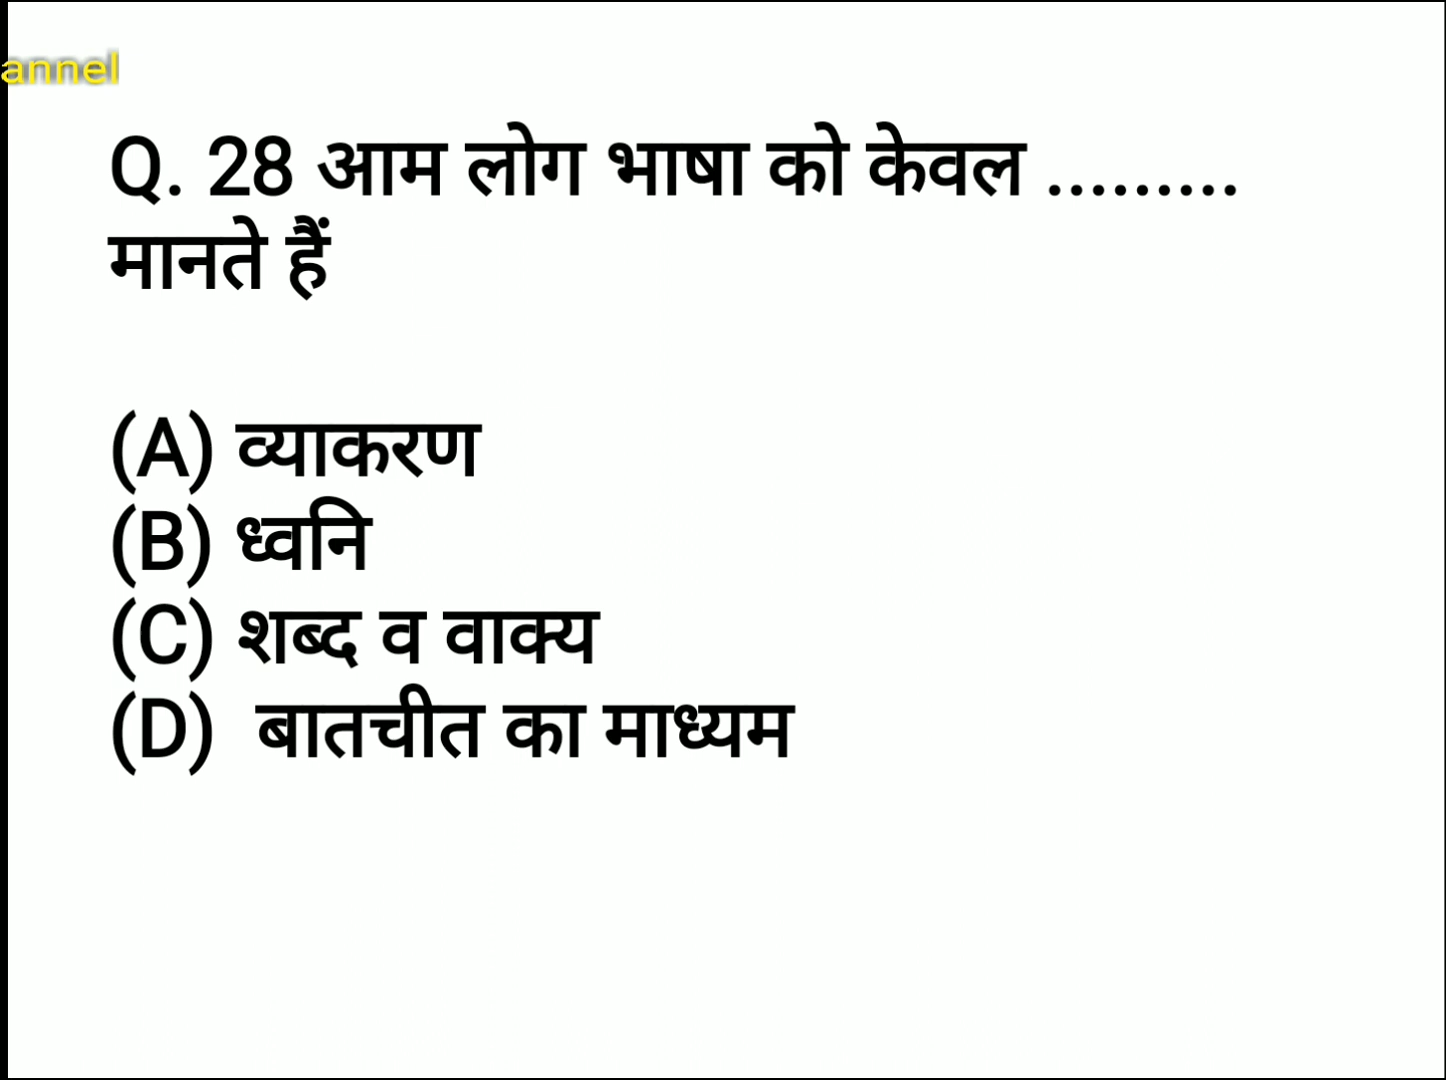 annel
Q. 28 आम लोग भाषा को केवल .........
मानते हैं
(A) व्याकरण
(B) ध्वनि
(C) शब्द व वाक्य
(D) बातचीत का माध्यम